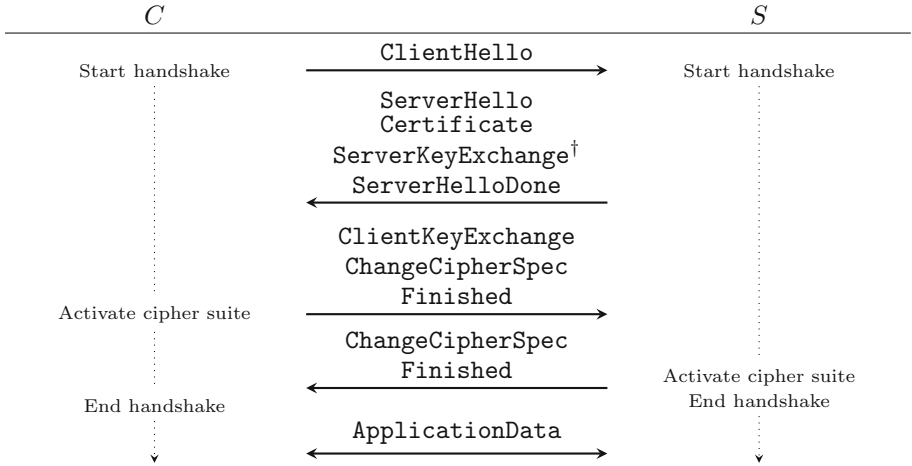 C S
ClientHello
Start handshake Start handshake
ServerHello
Certificate
ServerKeyExchange†
ServerHelloDone
ClientKeyExchange
ChangeCipherSpec
Finished
Activate cipher suite
ChangeCipherSpec
Finished
Activate cipher suite
End handshake End handshake
ApplicationData